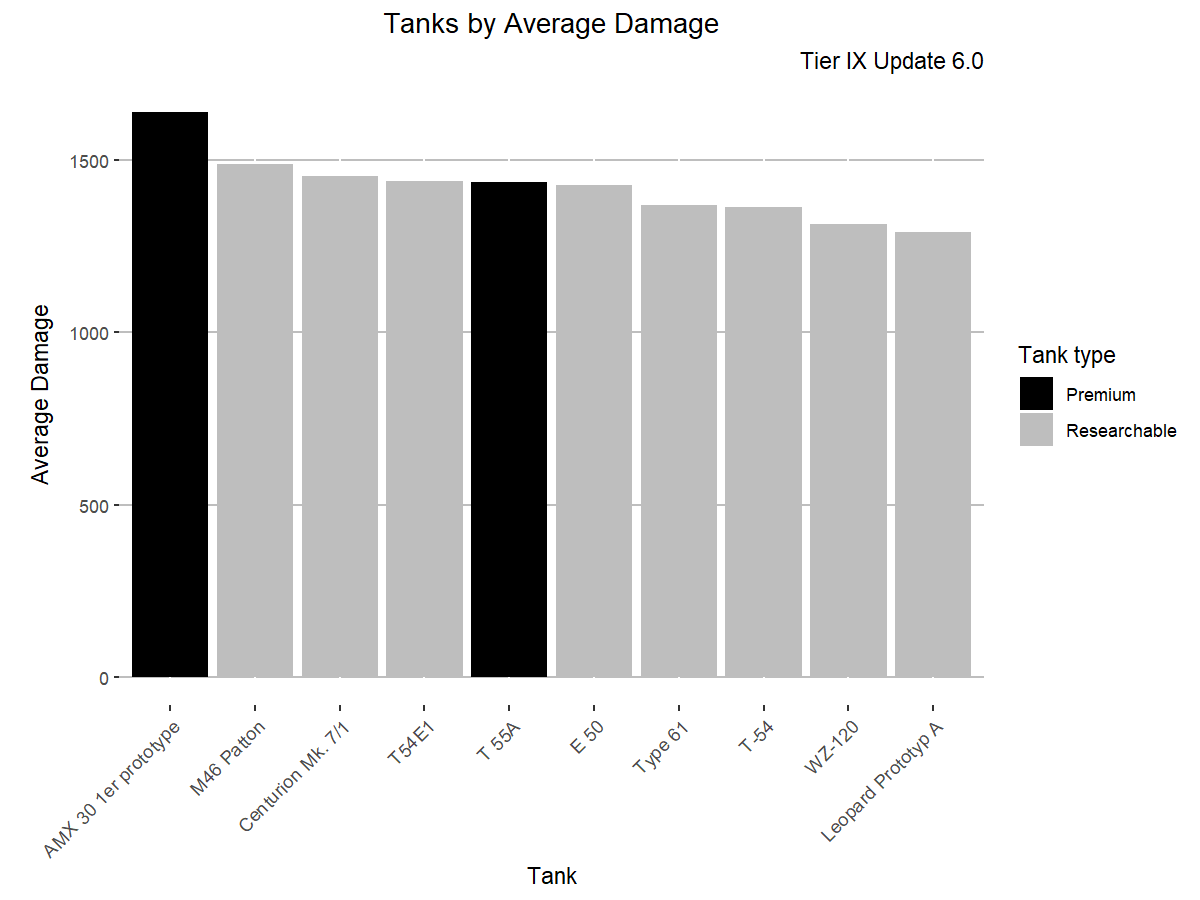 Tanks by Average Damage
Tier IX Update 6.0
Average Damage
1500
1000
500
0
AMX 30 1er prototype
M46 Patton
Centurion Mk. 7/1
T54E1
T 55A
E 50
Type 61
T-54
WZ-120
Leopard Prototyp A
Tank
Tank type
Premium
Researchable